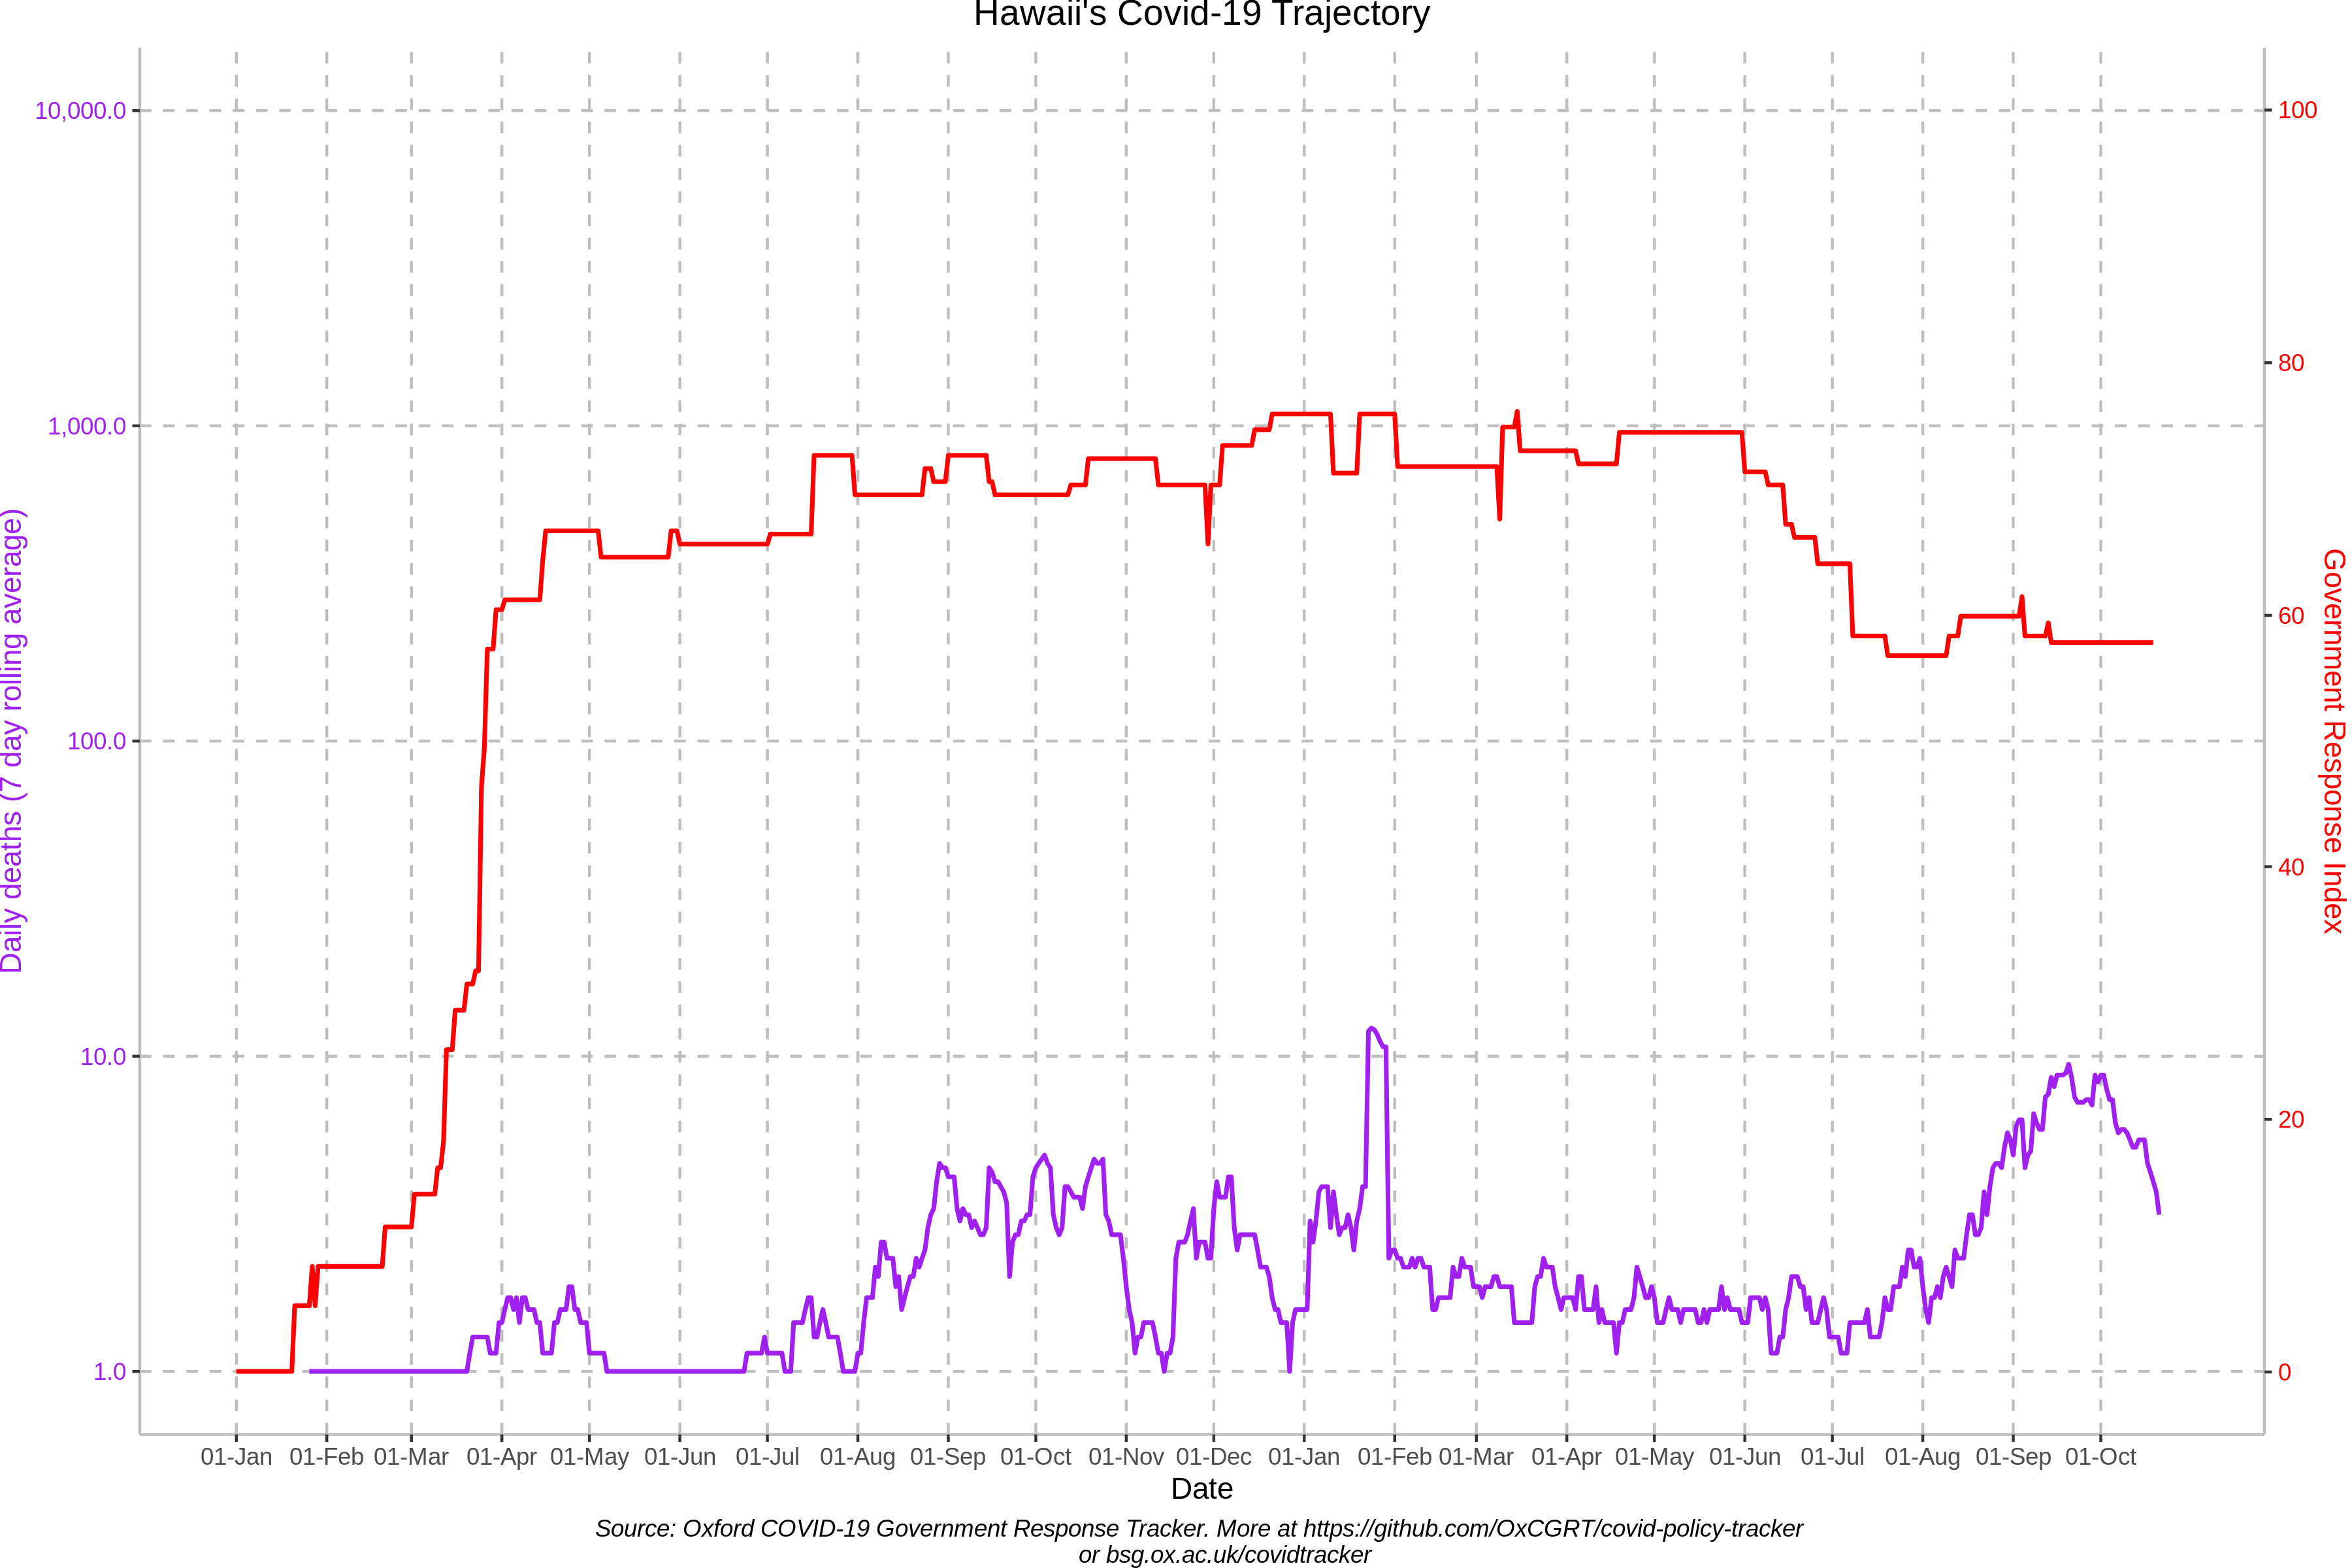 Hawaii's Covid-19 Trajectory
10,000.0
1,000.0
100.0
10.0
1.0
Daily deaths (7 day rolling average)
100
80
60
40
20
0
Government Response Index
01-Jan 01-Feb 01-Mar 01-Apr 01-May 01-Jun 01-Jul 01-Aug 01-Sep 01-Oct 01-Nov 01-Dec 01-Jan 01-Feb 01-Mar 01-Apr 01-May 01-Jun 01-Jul 01-Aug 01-Sep 01-Oct
Date
Source: Oxford COVID-19 Government Response Tracker. More at https://github.com/OxCGRT/covid-policy-tracker
or bsg.ox.ac.uk/covidtracker